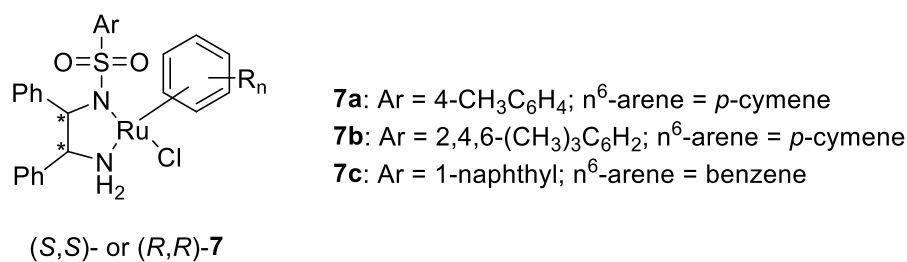 Ar
O=S=O
Ph
N
Rn
*
Ru
*
Cl
Ph
N
H2
7a: Ar = 4-CH3C6H4; n6-arene = p-cymene
7b: Ar = 2,4,6-(CH3)3C6H2; n6-arene = p-cymene
7c: Ar = 1-naphthyl; n6-arene = benzene
(S,S)- or (R,R)-7